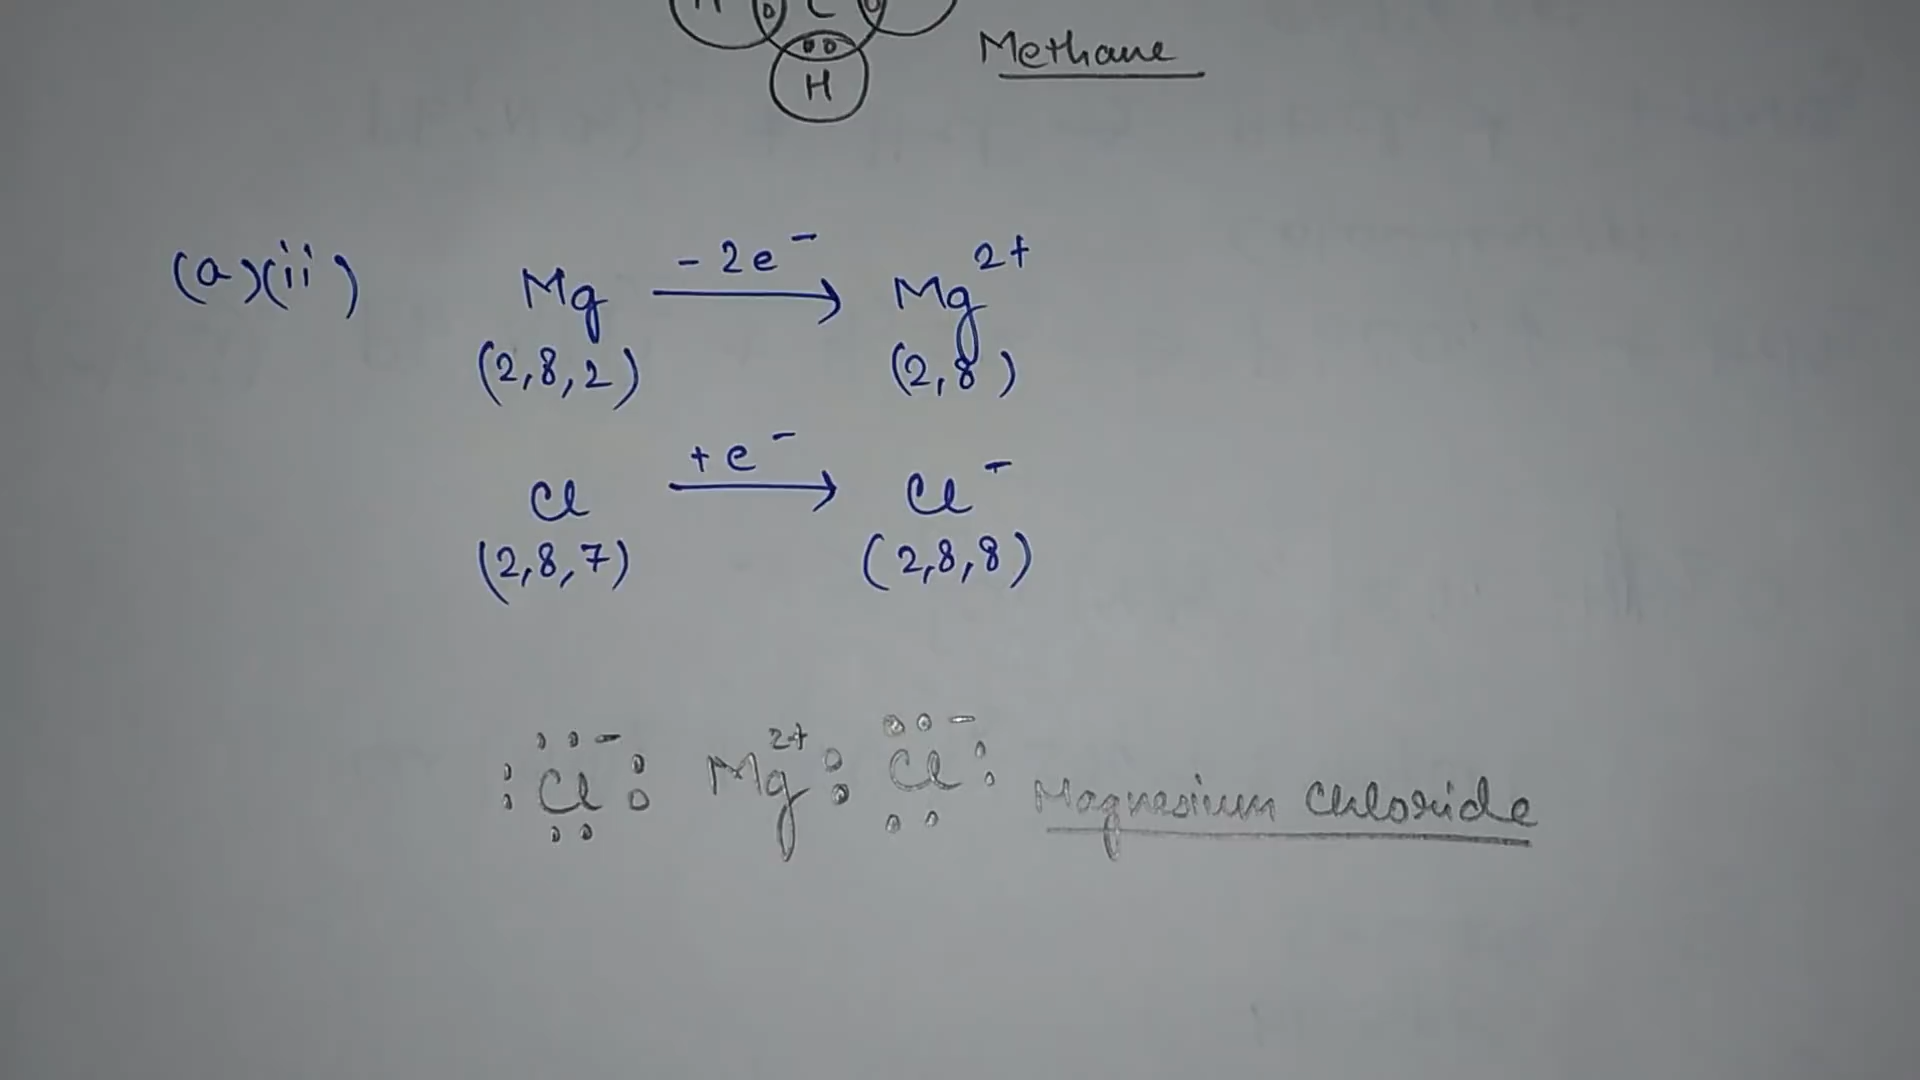 H C
H
Methane
(a)(ii) Mg - 2e⁻ → Mg²⁺
(2,8,2) (2,8)
Cl + e⁻ → Cl⁻
(2,8,7) (2,8,8)
Cl⁻ Mg²⁺ Cl⁻ Magnesium Chloride